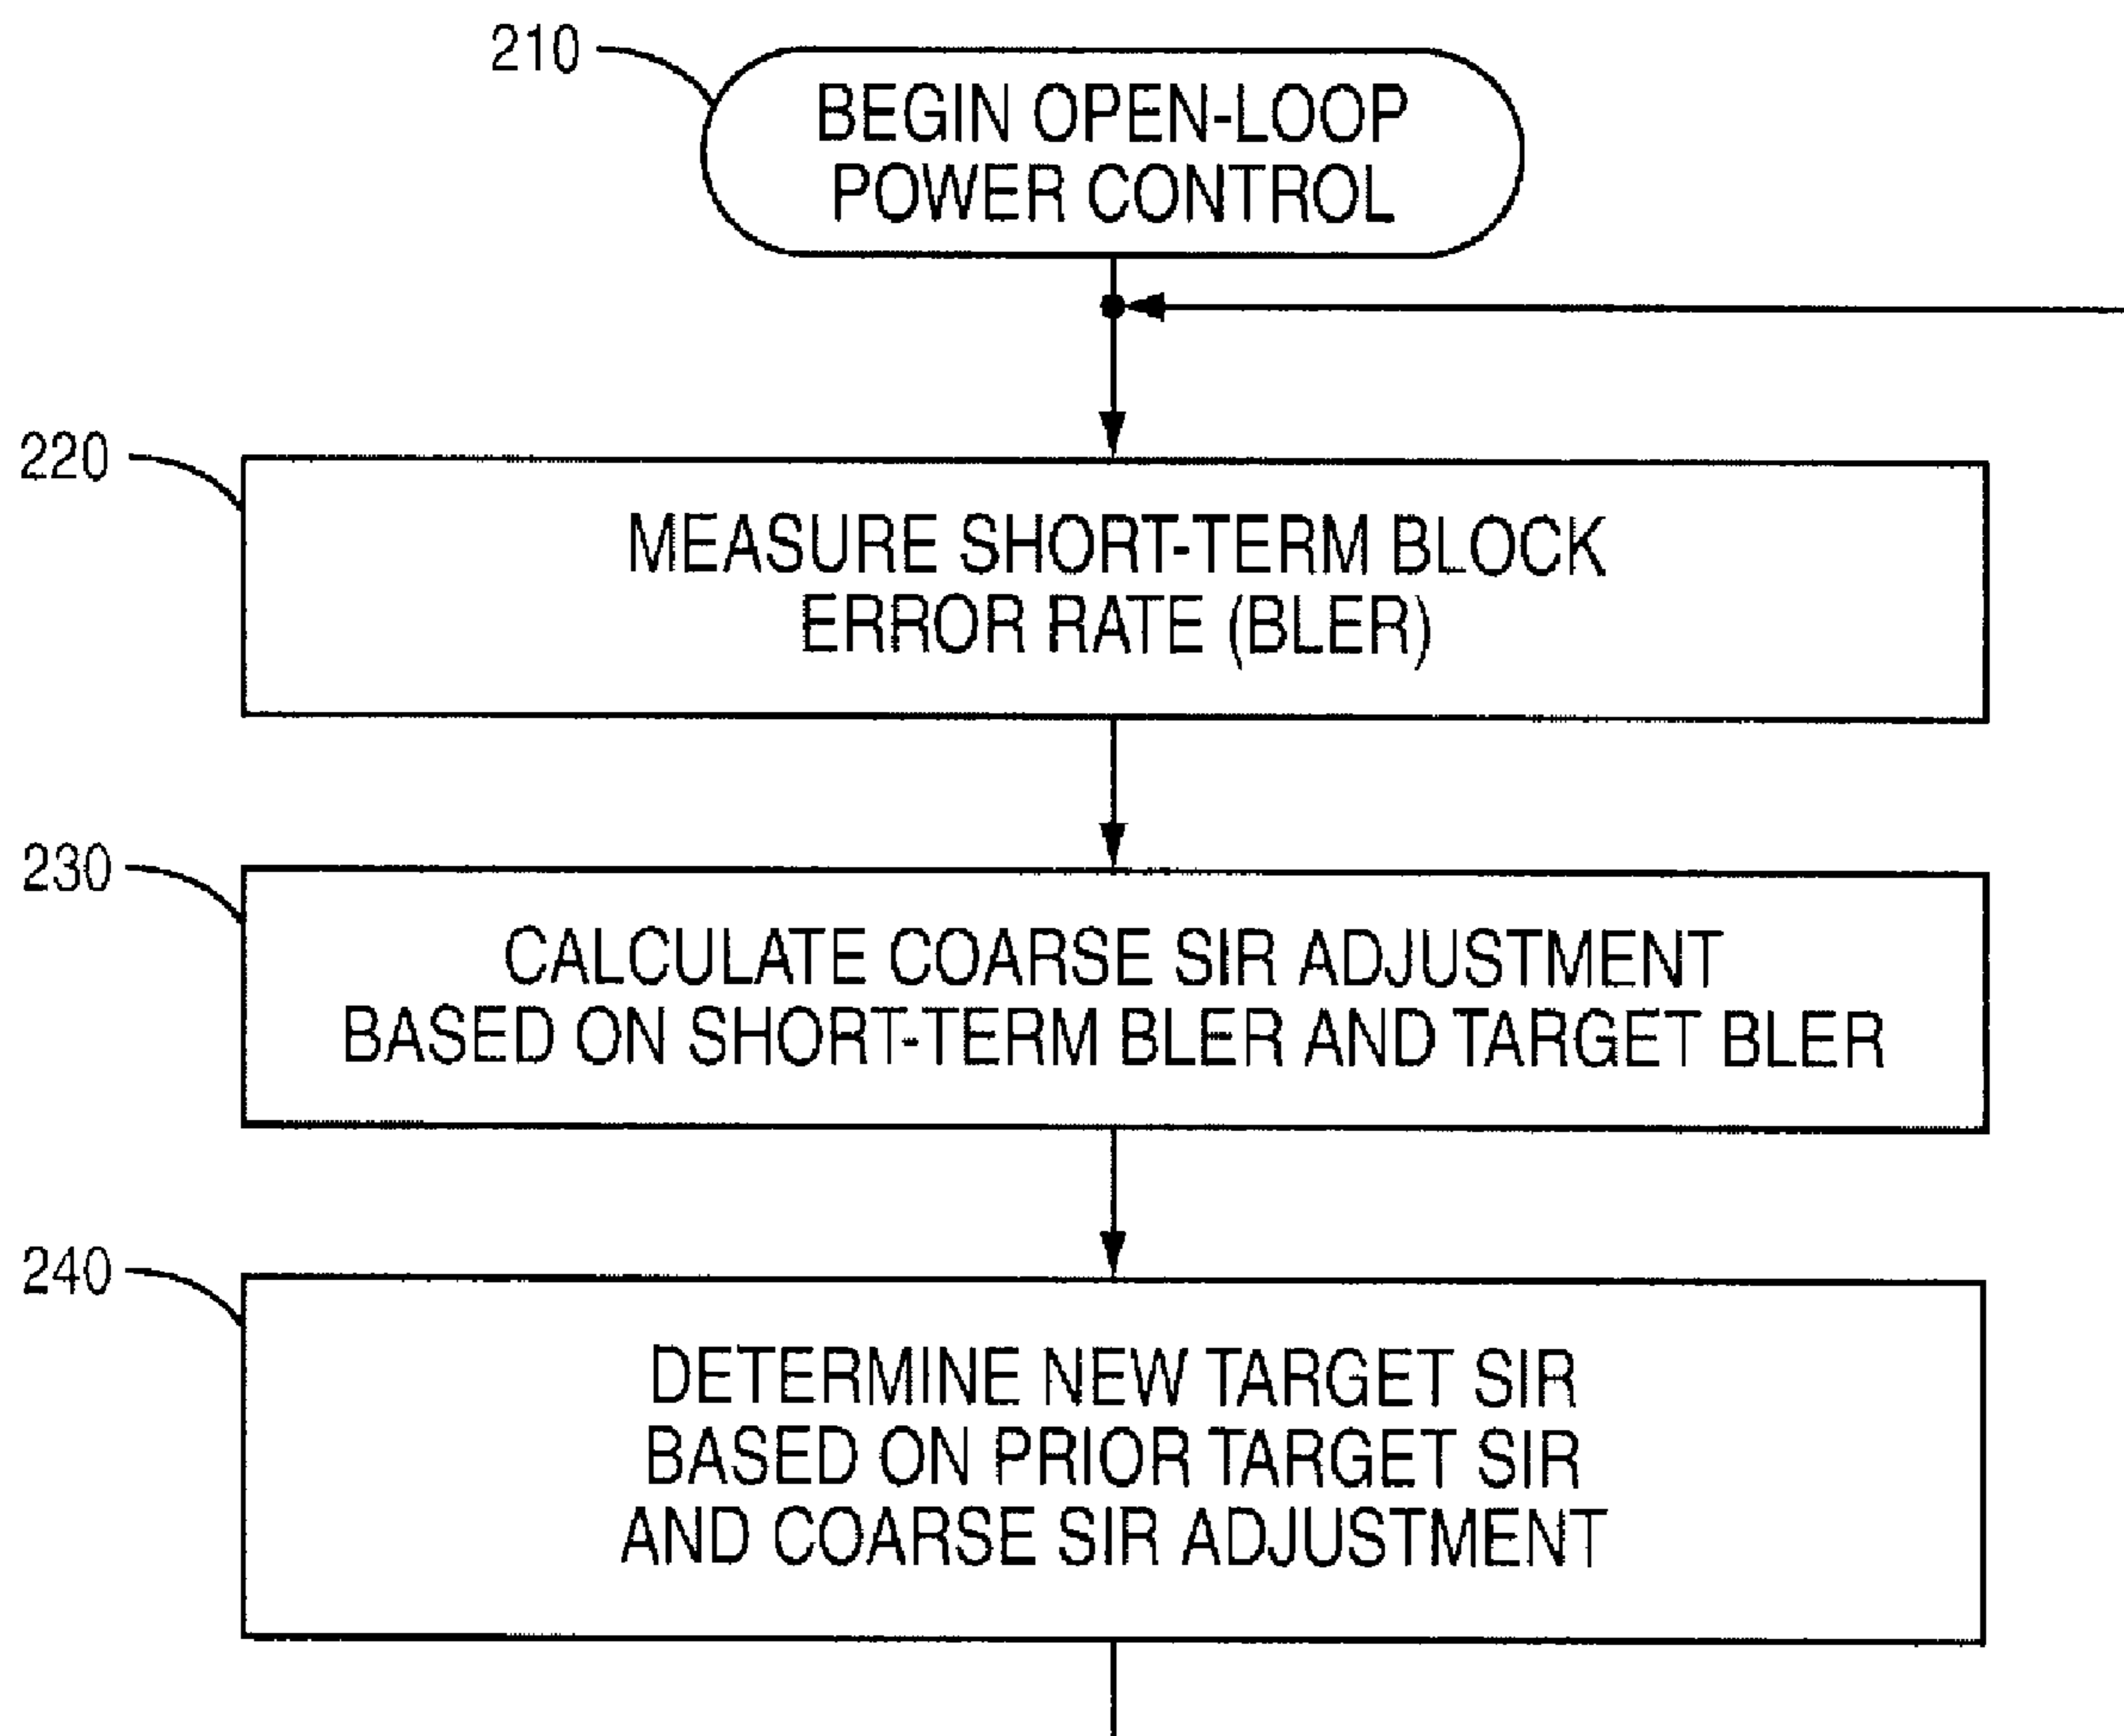 210
BEGIN OPEN-LOOP
POWER CONTROL
220
MEASURE SHORT-TERM BLOCK
ERROR RATE (BLER)
230
CALCULATE COARSE SIR ADJUSTMENT
BASED ON SHORT-TERM BLER AND TARGET BLER
240
DETERMINE NEW TARGET SIR
BASED ON PRIOR TARGET SIR
AND COARSE SIR ADJUSTMENT